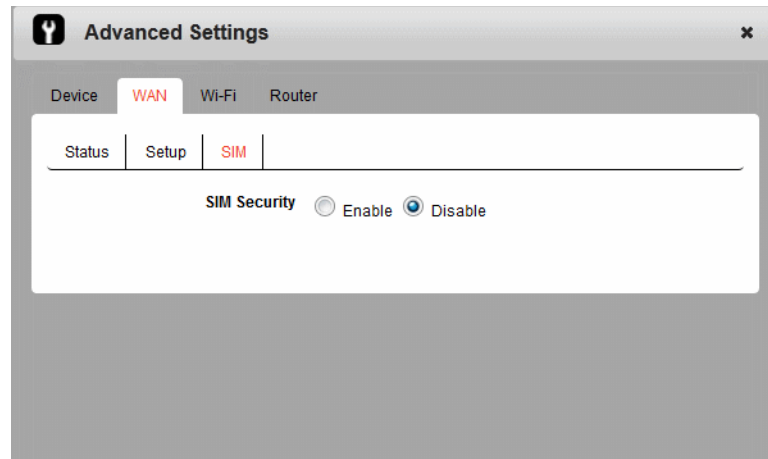 Advanced Settings
Device WAN Wi-Fi Router
Status Setup SIM
SIM Security Enable Disable